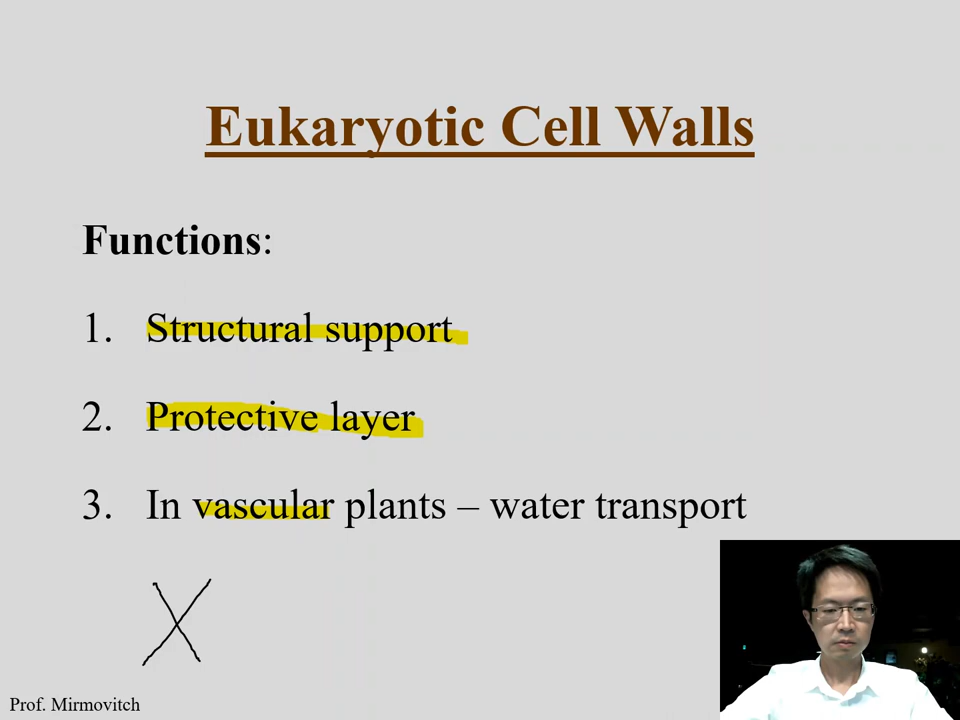 Eukaryotic Cell Walls
Functions:
1. Structural support
2. Protective layer
3. In vascular plants – water transport
X
Prof. Mirmovitch